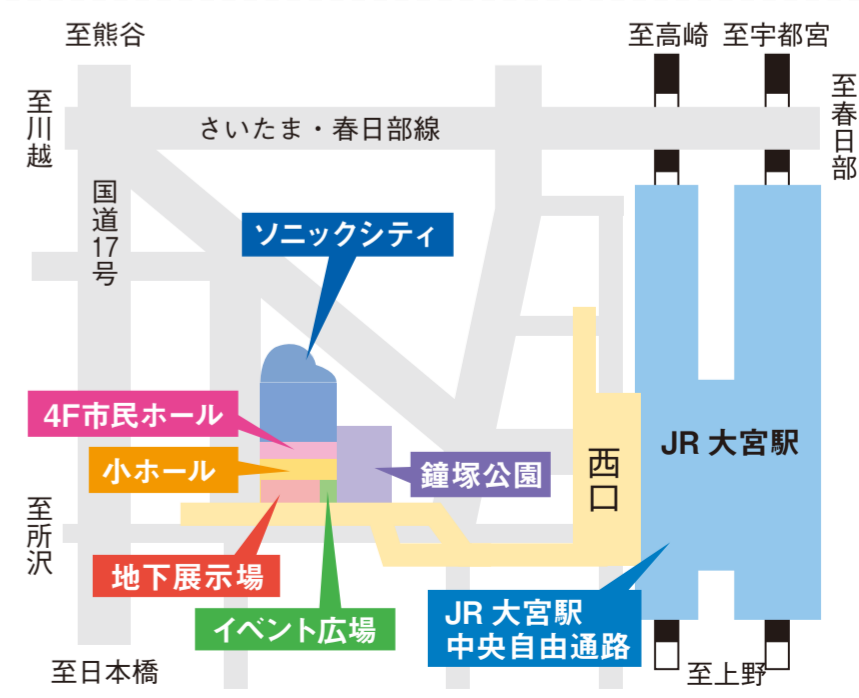 至熊谷
至高崎
至宇都宮
至川越
さいたま・春日部線
至春日部
国道17号
ソニックシティ
4F市民ホール
小ホール
鐘塚公園
西口
JR 大宮駅
至所沢
地下展示場
イベント広場
JR 大宮駅
中央自由通路
至日本橋
至上野